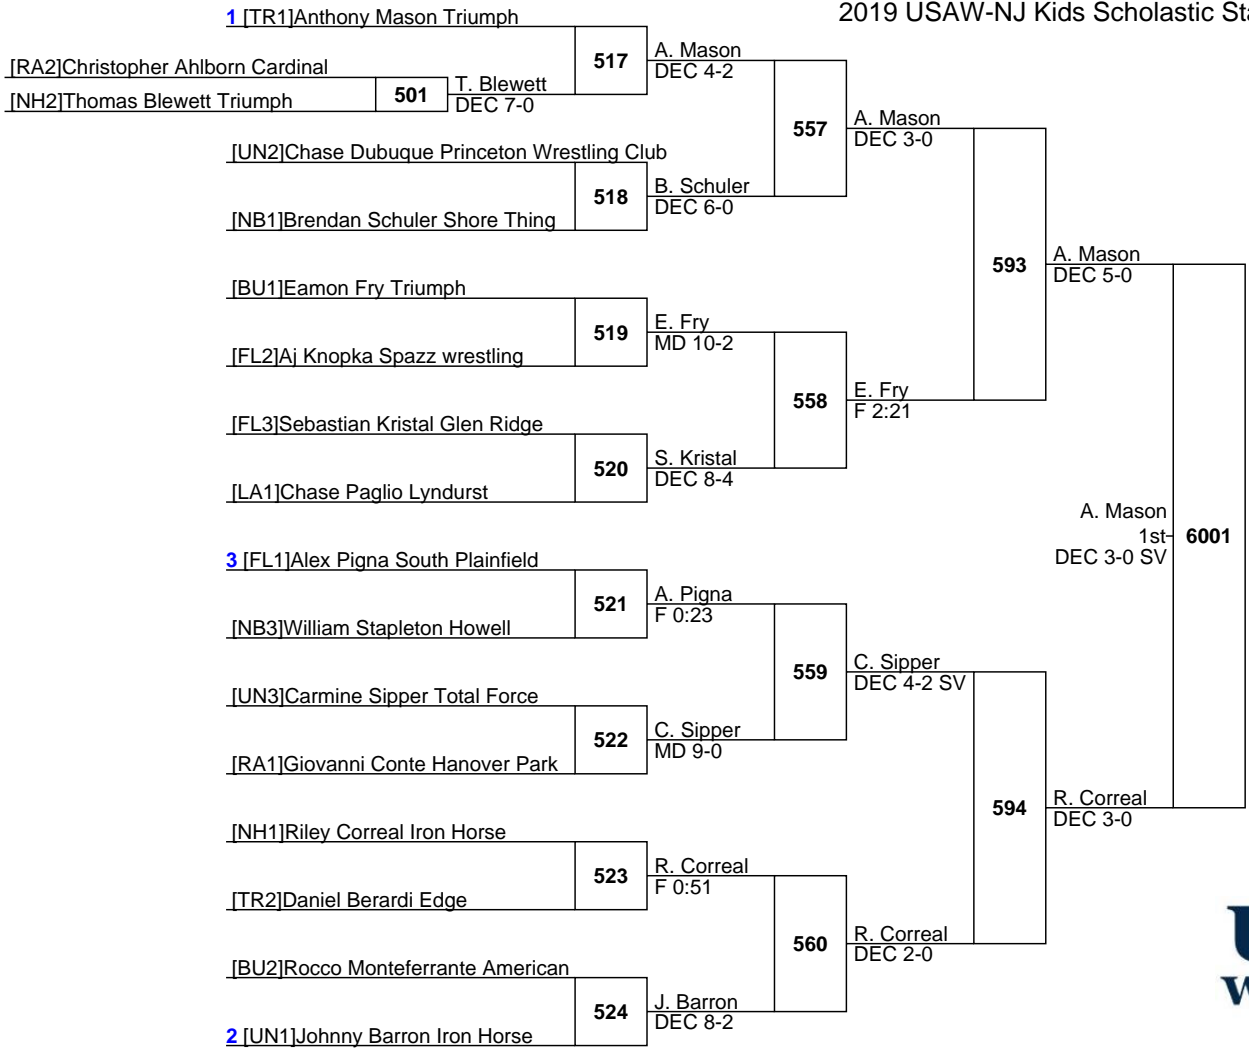 2019 USAW-NJ Kids Scholastic Sta
1 [TR1]Anthony Mason Triumph
[RA2]Christopher Ahlborn Cardinal
[NH2]Thomas Blewett Triumph
501
T. Blewett
DEC 7-0
517
A. Mason
DEC 4-2
[UN2]Chase Dubuque Princeton Wrestling Club
[NB1]Brendan Schuler Shore Thing
518
B. Schuler
DEC 6-0
557
A. Mason
DEC 3-0
[BU1]Eamon Fry Triumph
[FL2]Aj Knopka Spazz wrestling
519
E. Fry
MD 10-2
[FL3]Sebastian Kristal Glen Ridge
[LA1]Chase Paglio Lyndurst
520
S. Kristal
DEC 8-4
558
E. Fry
F 2:21
593
A. Mason
DEC 5-0
3 [FL1]Alex Pigna South Plainfield
[NB3]William Stapleton Howell
521
A. Pigna
F 0:23
[UN3]Carmine Sipper Total Force
[RA1]Giovanni Conte Hanover Park
522
C. Sipper
MD 9-0
559
C. Sipper
DEC 4-2 SV
[NH1]Riley Correal Iron Horse
[TR2]Daniel Berardi Edge
523
R. Correal
F 0:51
[BU2]Rocco Monteferrante American
2 [UN1]Johnny Barron Iron Horse
524
J. Barron
DEC 8-2
560
R. Correal
DEC 2-0
594
R. Correal
DEC 3-0
A. Mason
1st
DEC 3-0 SV
6001